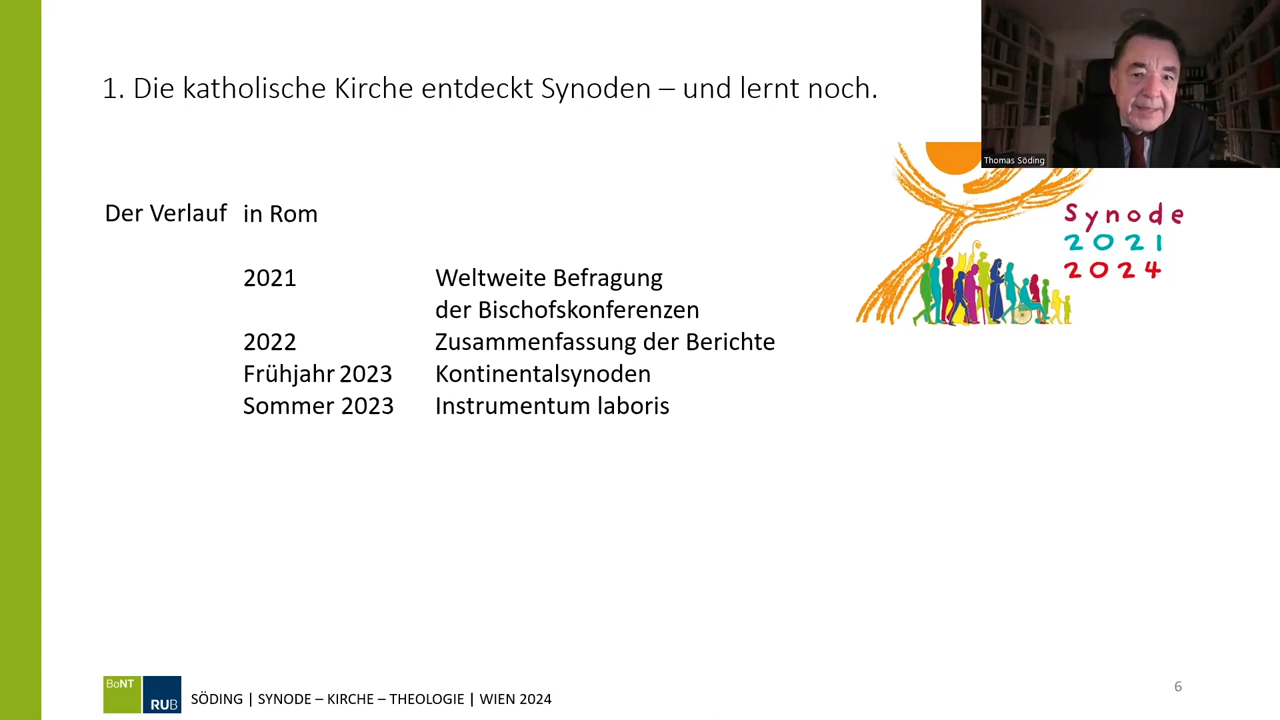 1. Die katholische Kirche entdeckt Synoden – und lernt noch.
Thomas Söding
Synode
2021
2024
Der Verlauf in Rom
2021 Weltweite Befragung
der Bischofskonferenzen
2022 Zusammenfassung der Berichte
Frühjahr 2023 Kontinentalsynoden
Sommer 2023 Instrumentum laboris
BoNT
RUB
SÖDING | SYNODE – KIRCHE – THEOLOGIE | WIEN 2024
6